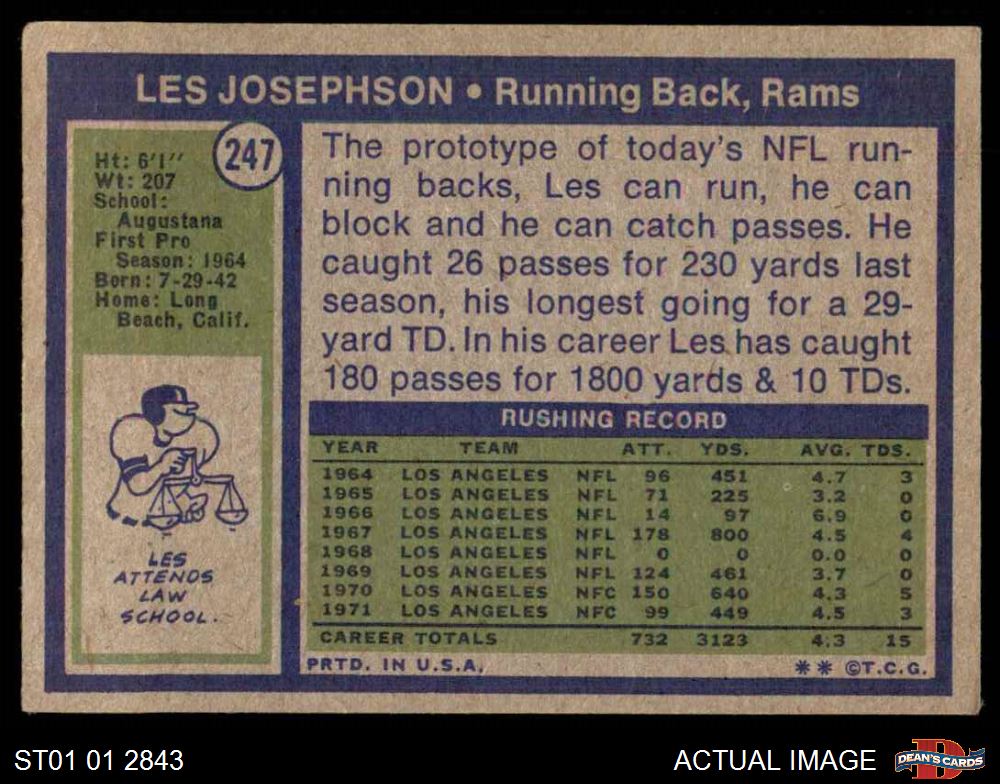 LES JOSEPHSON • Running Back, Rams
247
Ht: 6'1"
Wt: 207
School:
Augustana
First Pro
Season: 1964
Born: 7-29-42
Home: Long
Beach, Calif.
LES
ATTENDS
LAW
SCHOOL.
The prototype of today's NFL run-
ning backs, Les can run, he can
block and he can catch passes. He
caught 26 passes for 230 yards last
season, his longest going for a 29-
yard TD. In his career Les has caught
180 passes for 1800 yards & 10 TDs.
RUSHING RECORD
YEAR TEAM ATT. YDS. AVG. TDS.
1964 LOS ANGELES NFL 96 451 4.7 3
1965 LOS ANGELES NFL 71 225 3.2 0
1966 LOS ANGELES NFL 14 97 6.9 0
1967 LOS ANGELES NFL 178 800 4.5 4
1968 LOS ANGELES NFL 0 0 0.0 0
1969 LOS ANGELES NFL 124 461 3.7 0
1970 LOS ANGELES NFC 150 640 4.3 5
1971 LOS ANGELES NFC 99 449 4.5 3
CAREER TOTALS 732 3123 4.3 15
PRTD. IN U.S.A. ** ©T.C.G.
ST01 01 2843
ACTUAL IMAGE
D
DEAN'S CARDS